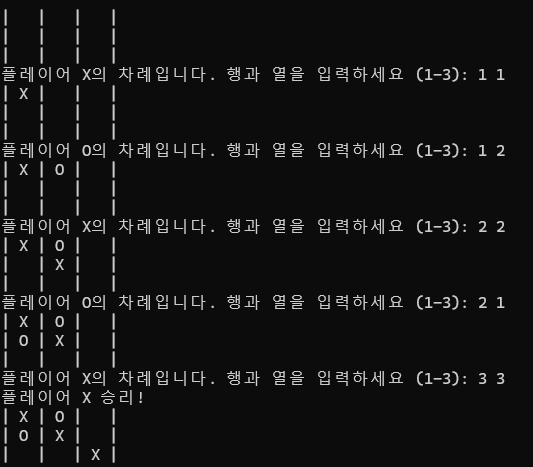 |   |   |   |
|   |   |   |
|   |   |   |
플레이어 X의 차례입니다. 행과 열을 입력하세요 (1-3): 1 1
| X |   |   |
|   |   |   |
|   |   |   |
플레이어 O의 차례입니다. 행과 열을 입력하세요 (1-3): 1 2
| X | O |   |
|   |   |   |
|   |   |   |
플레이어 X의 차례입니다. 행과 열을 입력하세요 (1-3): 2 2
| X | O |   |
|   | X |   |
|   |   |   |
플레이어 O의 차례입니다. 행과 열을 입력하세요 (1-3): 2 1
| X | O |   |
| O | X |   |
|   |   |   |
플레이어 X의 차례입니다. 행과 열을 입력하세요 (1-3): 3 3
플레이어 X 승리!
| X | O |   |
| O | X |   |
|   |   | X |